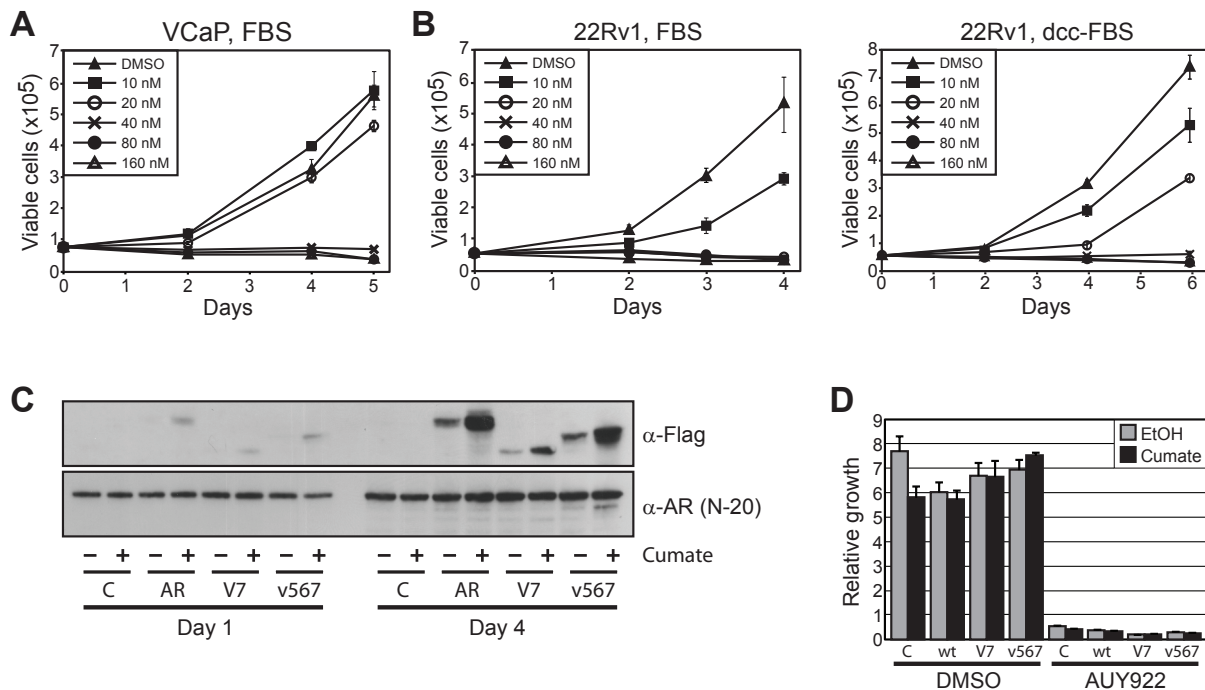 A
VCaP, FBS
Viable cells (x10⁵)
7
6
5
4
3
2
1
0
DMSO
10 nM
20 nM
40 nM
80 nM
160 nM
0 1 2 3 4 5
Days
B
22Rv1, FBS
Viable cells (x10⁵)
7
6
5
4
3
2
1
0
DMSO
10 nM
20 nM
40 nM
80 nM
160 nM
0 1 2 3 4
Days
22Rv1, dcc-FBS
Viable cells (x10⁵)
8
7
6
5
4
3
2
1
0
DMSO
10 nM
20 nM
40 nM
80 nM
160 nM
0 1 2 3 4 5 6
Days
C
α-Flag
α-AR (N-20)
– + – + – + – + – + – + – + – + Cumate
C AR V7 v567 C AR V7 v567
Day 1 Day 4
D
Relative growth
9
8
7
6
5
4
3
2
1
0
EtOH
Cumate
C wt V7 v567 C wt V7 v567
DMSO AUY922